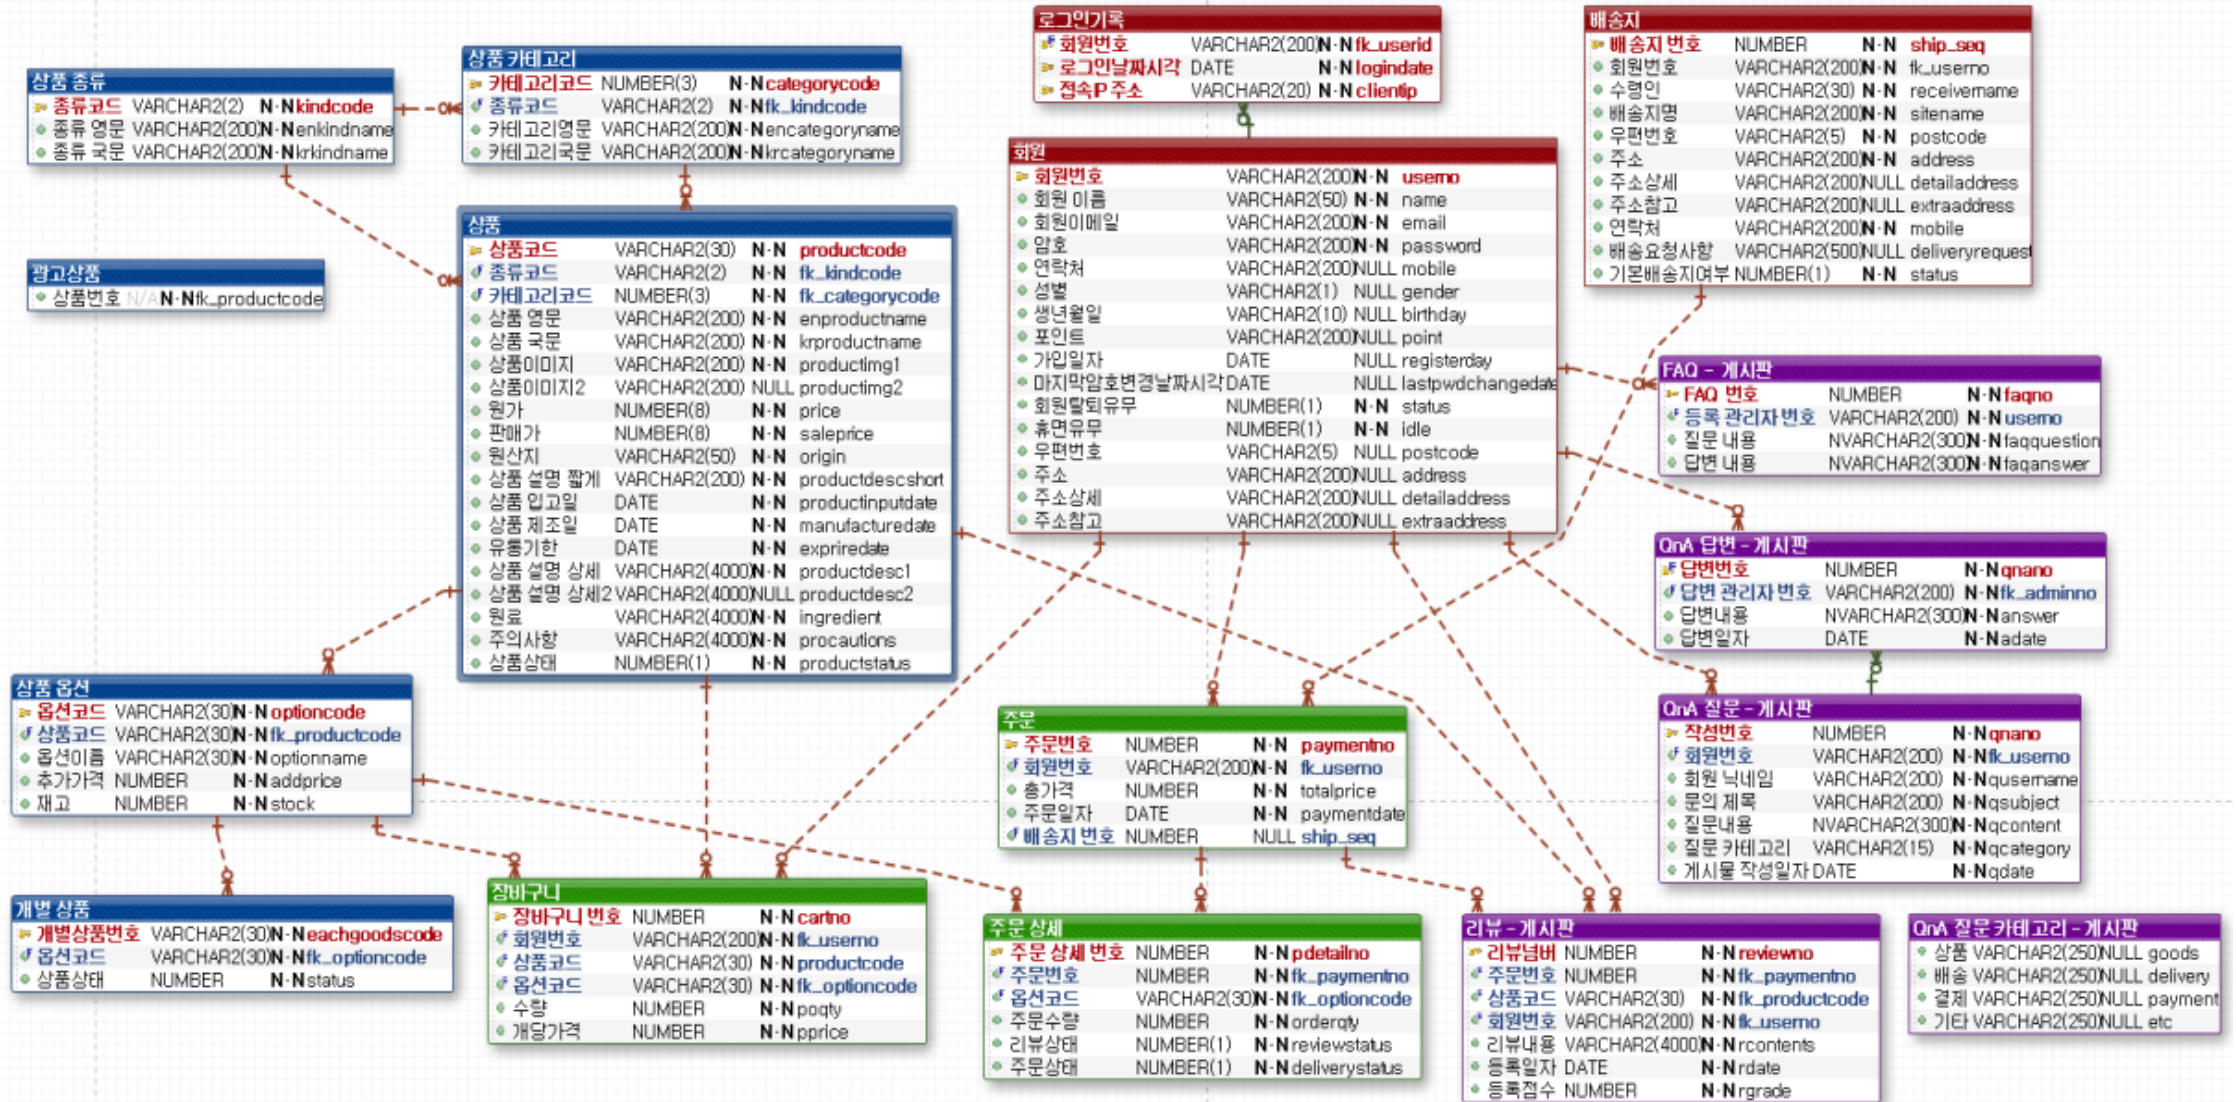 상품 종류
종류코드 VARCHAR2(2) N-N kindcode
종류 영문 VARCHAR2(200) N-N enkindname
종류 국문 VARCHAR2(200) N-N krkindname
상품 카테고리
카테고리코드 NUMBER(3) N-N categorycode
종류코드 VARCHAR2(2) N-N fk_kindcode
카테고리영문 VARCHAR2(200) N-N encategoryname
카테고리국문 VARCHAR2(200) N-N krcategoryname
광고상품
상품번호 N/A N-N fk_productcode
상품
상품코드 VARCHAR2(30) N-N productcode
종류코드 VARCHAR2(2) N-N fk_kindcode
카테고리코드 NUMBER(3) N-N fk_categorycode
상품 영문 VARCHAR2(200) N-N enproductname
상품 국문 VARCHAR2(200) N-N krproductname
상품이미지 VARCHAR2(200) N-N productimg1
상품이미지2 VARCHAR2(200) NULL productimg2
원가 NUMBER(8) N-N price
판매가 NUMBER(8) N-N saleprice
원산지 VARCHAR2(50) N-N origin
상품 설명 짧게 VARCHAR2(200) N-N productdescshort
상품 입고일 DATE N-N productinputdate
상품 제조일 DATE N-N manufacturedate
유통기한 DATE N-N expriredate
상품 설명 상세 VARCHAR2(4000) N-N productdesc1
상품 설명 상세2 VARCHAR2(4000) NULL productdesc2
원료 VARCHAR2(4000) N-N ingredient
주의사항 VARCHAR2(4000) N-N procautions
상품상태 NUMBER(1) N-N productstatus
로그인기록
회원번호 VARCHAR2(200) N-N fk_userid
로그인날짜시각 DATE N-N logindate
접속IP 주소 VARCHAR2(20) N-N clientip
회원
회원번호 VARCHAR2(200) N-N userno
회원 이름 VARCHAR2(50) N-N name
회원이메일 VARCHAR2(200) N-N email
암호 VARCHAR2(200) N-N password
연락처 VARCHAR2(200) NULL mobile
성별 VARCHAR2(1) NULL gender
생년월일 VARCHAR2(10) NULL birthday
포인트 VARCHAR2(200) NULL point
가입일자 DATE NULL registerday
마지막암호변경날짜시각 DATE NULL lastpwdchangedate
회원탈퇴유무 NUMBER(1) N-N status
휴면유무 NUMBER(1) N-N idle
우편번호 VARCHAR2(5) NULL postcode
주소 VARCHAR2(200) NULL address
주소상세 VARCHAR2(200) NULL detailaddress
주소참고 VARCHAR2(200) NULL extraaddress
배송지
배송지 번호 NUMBER N-N ship_seq
회원번호 VARCHAR2(200) N-N fk_userno
수령인 VARCHAR2(30) N-N receivername
배송지명 VARCHAR2(200) N-N sitename
우편번호 VARCHAR2(5) N-N postcode
주소 VARCHAR2(200) N-N address
주소상세 VARCHAR2(200) NULL detailaddress
주소참고 VARCHAR2(200) NULL extraaddress
연락처 VARCHAR2(200) N-N mobile
배송요청사항 VARCHAR2(500) NULL deliveryrequest
기본배송지여부 NUMBER(1) N-N status
FAQ - 게시판
FAQ 번호 NUMBER N-N faqno
등록 관리자 번호 VARCHAR2(200) N-N userno
질문 내용 NVARCHAR2(300) N-N faqquestion
답변 내용 NVARCHAR2(300) N-N faqanswer
QnA 답변 - 게시판
답변번호 NUMBER N-N qnano
답변 관리자 번호 VARCHAR2(200) N-N fk_adminno
답변내용 NVARCHAR2(300) N-N answer
답변일자 DATE N-N adate
QnA 질문 - 게시판
작성번호 NUMBER N-N qnano
회원번호 VARCHAR2(200) N-N fk_userno
회원 닉네임 VARCHAR2(200) N-N qusername
문의 제목 VARCHAR2(200) N-N qsubject
질문내용 NVARCHAR2(300) N-N qcontent
질문 카테고리 VARCHAR2(15) N-N qcategory
게시물 작성일자 DATE N-N qdate
상품 옵션
옵션코드 VARCHAR2(30) N-N optioncode
상품코드 VARCHAR2(30) N-N fk_productcode
옵션이름 VARCHAR2(30) N-N optionname
추가가격 NUMBER N-N addprice
재고 NUMBER N-N stock
개별 상품
개별상품번호 VARCHAR2(30) N-N eachgoodscode
옵션코드 VARCHAR2(30) N-N fk_optioncode
상품상태 NUMBER N-N status
장바구니
장바구니 번호 NUMBER N-N cartno
회원번호 VARCHAR2(200) N-N fk_userno
상품코드 VARCHAR2(30) N-N productcode
옵션코드 VARCHAR2(30) N-N fk_optioncode
수량 NUMBER N-N poqty
개당가격 NUMBER N-N pprice
주문
주문번호 NUMBER N-N paymentno
회원번호 VARCHAR2(200) N-N fk_userno
총가격 NUMBER N-N totalprice
주문일자 DATE N-N paymentdate
배송지 번호 NUMBER NULL ship_seq
주문 상세
주문 상세 번호 NUMBER N-N pdetailno
주문번호 NUMBER N-N fk_paymentno
옵션코드 VARCHAR2(30) N-N fk_optioncode
주문수량 NUMBER N-N orderqty
리뷰상태 NUMBER(1) N-N reviewstatus
주문상태 NUMBER(1) N-N deliverystatus
리뷰 - 게시판
리뷰넘버 NUMBER N-N reviewno
주문번호 NUMBER N-N fk_paymentno
상품코드 VARCHAR2(30) N-N fk_productcode
회원번호 VARCHAR2(200) N-N fk_userno
리뷰내용 VARCHAR2(4000) N-N rcontents
등록일자 DATE N-N rdate
등록점수 NUMBER N-N rgrade
QnA 질문 카테고리 - 게시판
상품 VARCHAR2(250) NULL goods
배송 VARCHAR2(250) NULL delivery
결제 VARCHAR2(250) NULL payment
기타 VARCHAR2(250) NULL etc